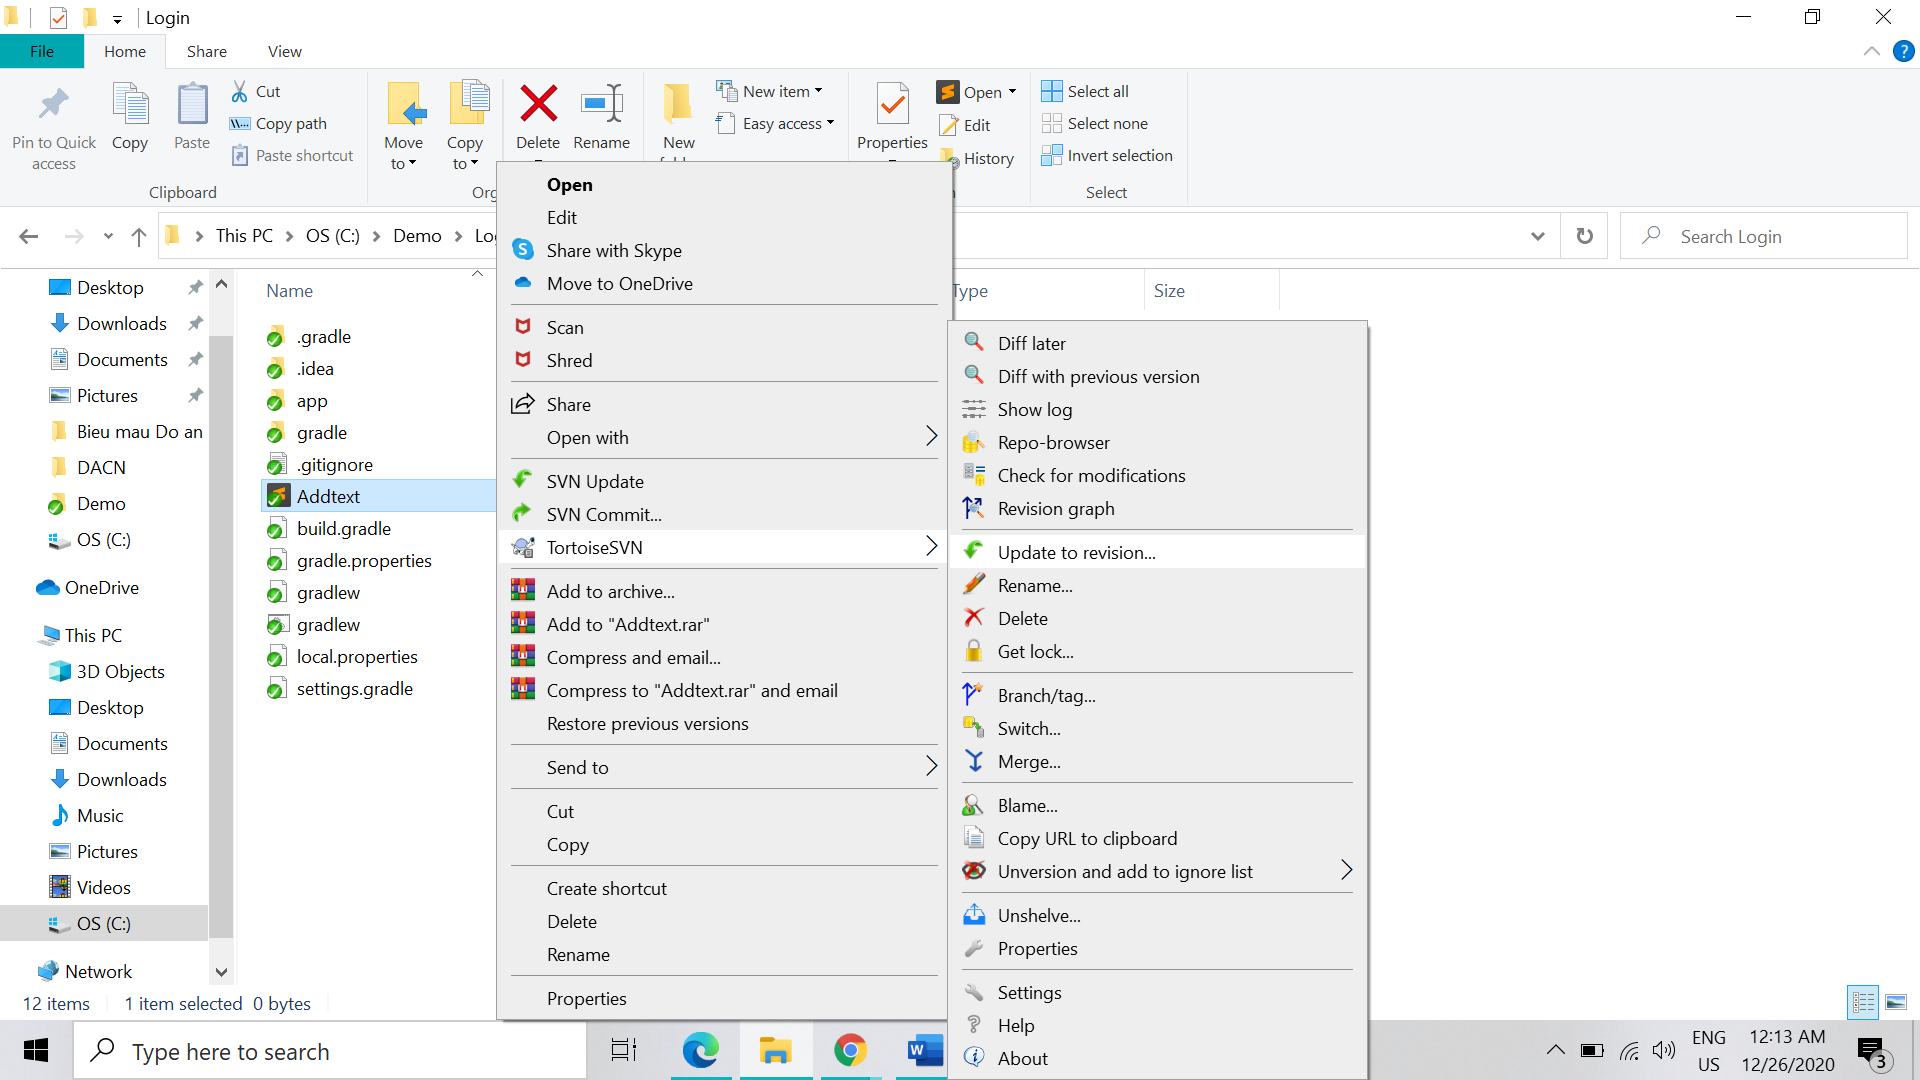 Login
File
Home
Share
View
Pin to Quick
access
Copy
Paste
Cut
Copy path
Paste shortcut
Clipboard
Move
to
Copy
to
Delete
Rename
New
New item
Easy access
Properties
Open
Edit
History
Select all
Select none
Invert selection
Select
This PC
OS (C:)
Demo
Search Login
Desktop
Downloads
Documents
Pictures
Bieu mau Do an
DACN
Demo
OS (C:)
OneDrive
This PC
3D Objects
Desktop
Documents
Downloads
Music
Pictures
Videos
OS (C:)
Network
Name
Type
Size
.gradle
.idea
app
gradle
.gitignore
Addtext
build.gradle
gradle.properties
gradlew
gradlew
local.properties
settings.gradle
Open
Edit
Share with Skype
Move to OneDrive
Scan
Shred
Share
Open with
SVN Update
SVN Commit...
TortoiseSVN
Add to archive...
Add to "Addtext.rar"
Compress and email...
Compress to "Addtext.rar" and email
Restore previous versions
Send to
Cut
Copy
Create shortcut
Delete
Rename
Properties
Diff later
Diff with previous version
Show log
Repo-browser
Check for modifications
Revision graph
Update to revision...
Rename...
Delete
Get lock...
Branch/tag...
Switch...
Merge...
Blame...
Copy URL to clipboard
Unversion and add to ignore list
Unshelve...
Properties
Settings
Help
About
12 items 1 item selected 0 bytes
Type here to search
ENG
US
12:13 AM
12/26/2020
3